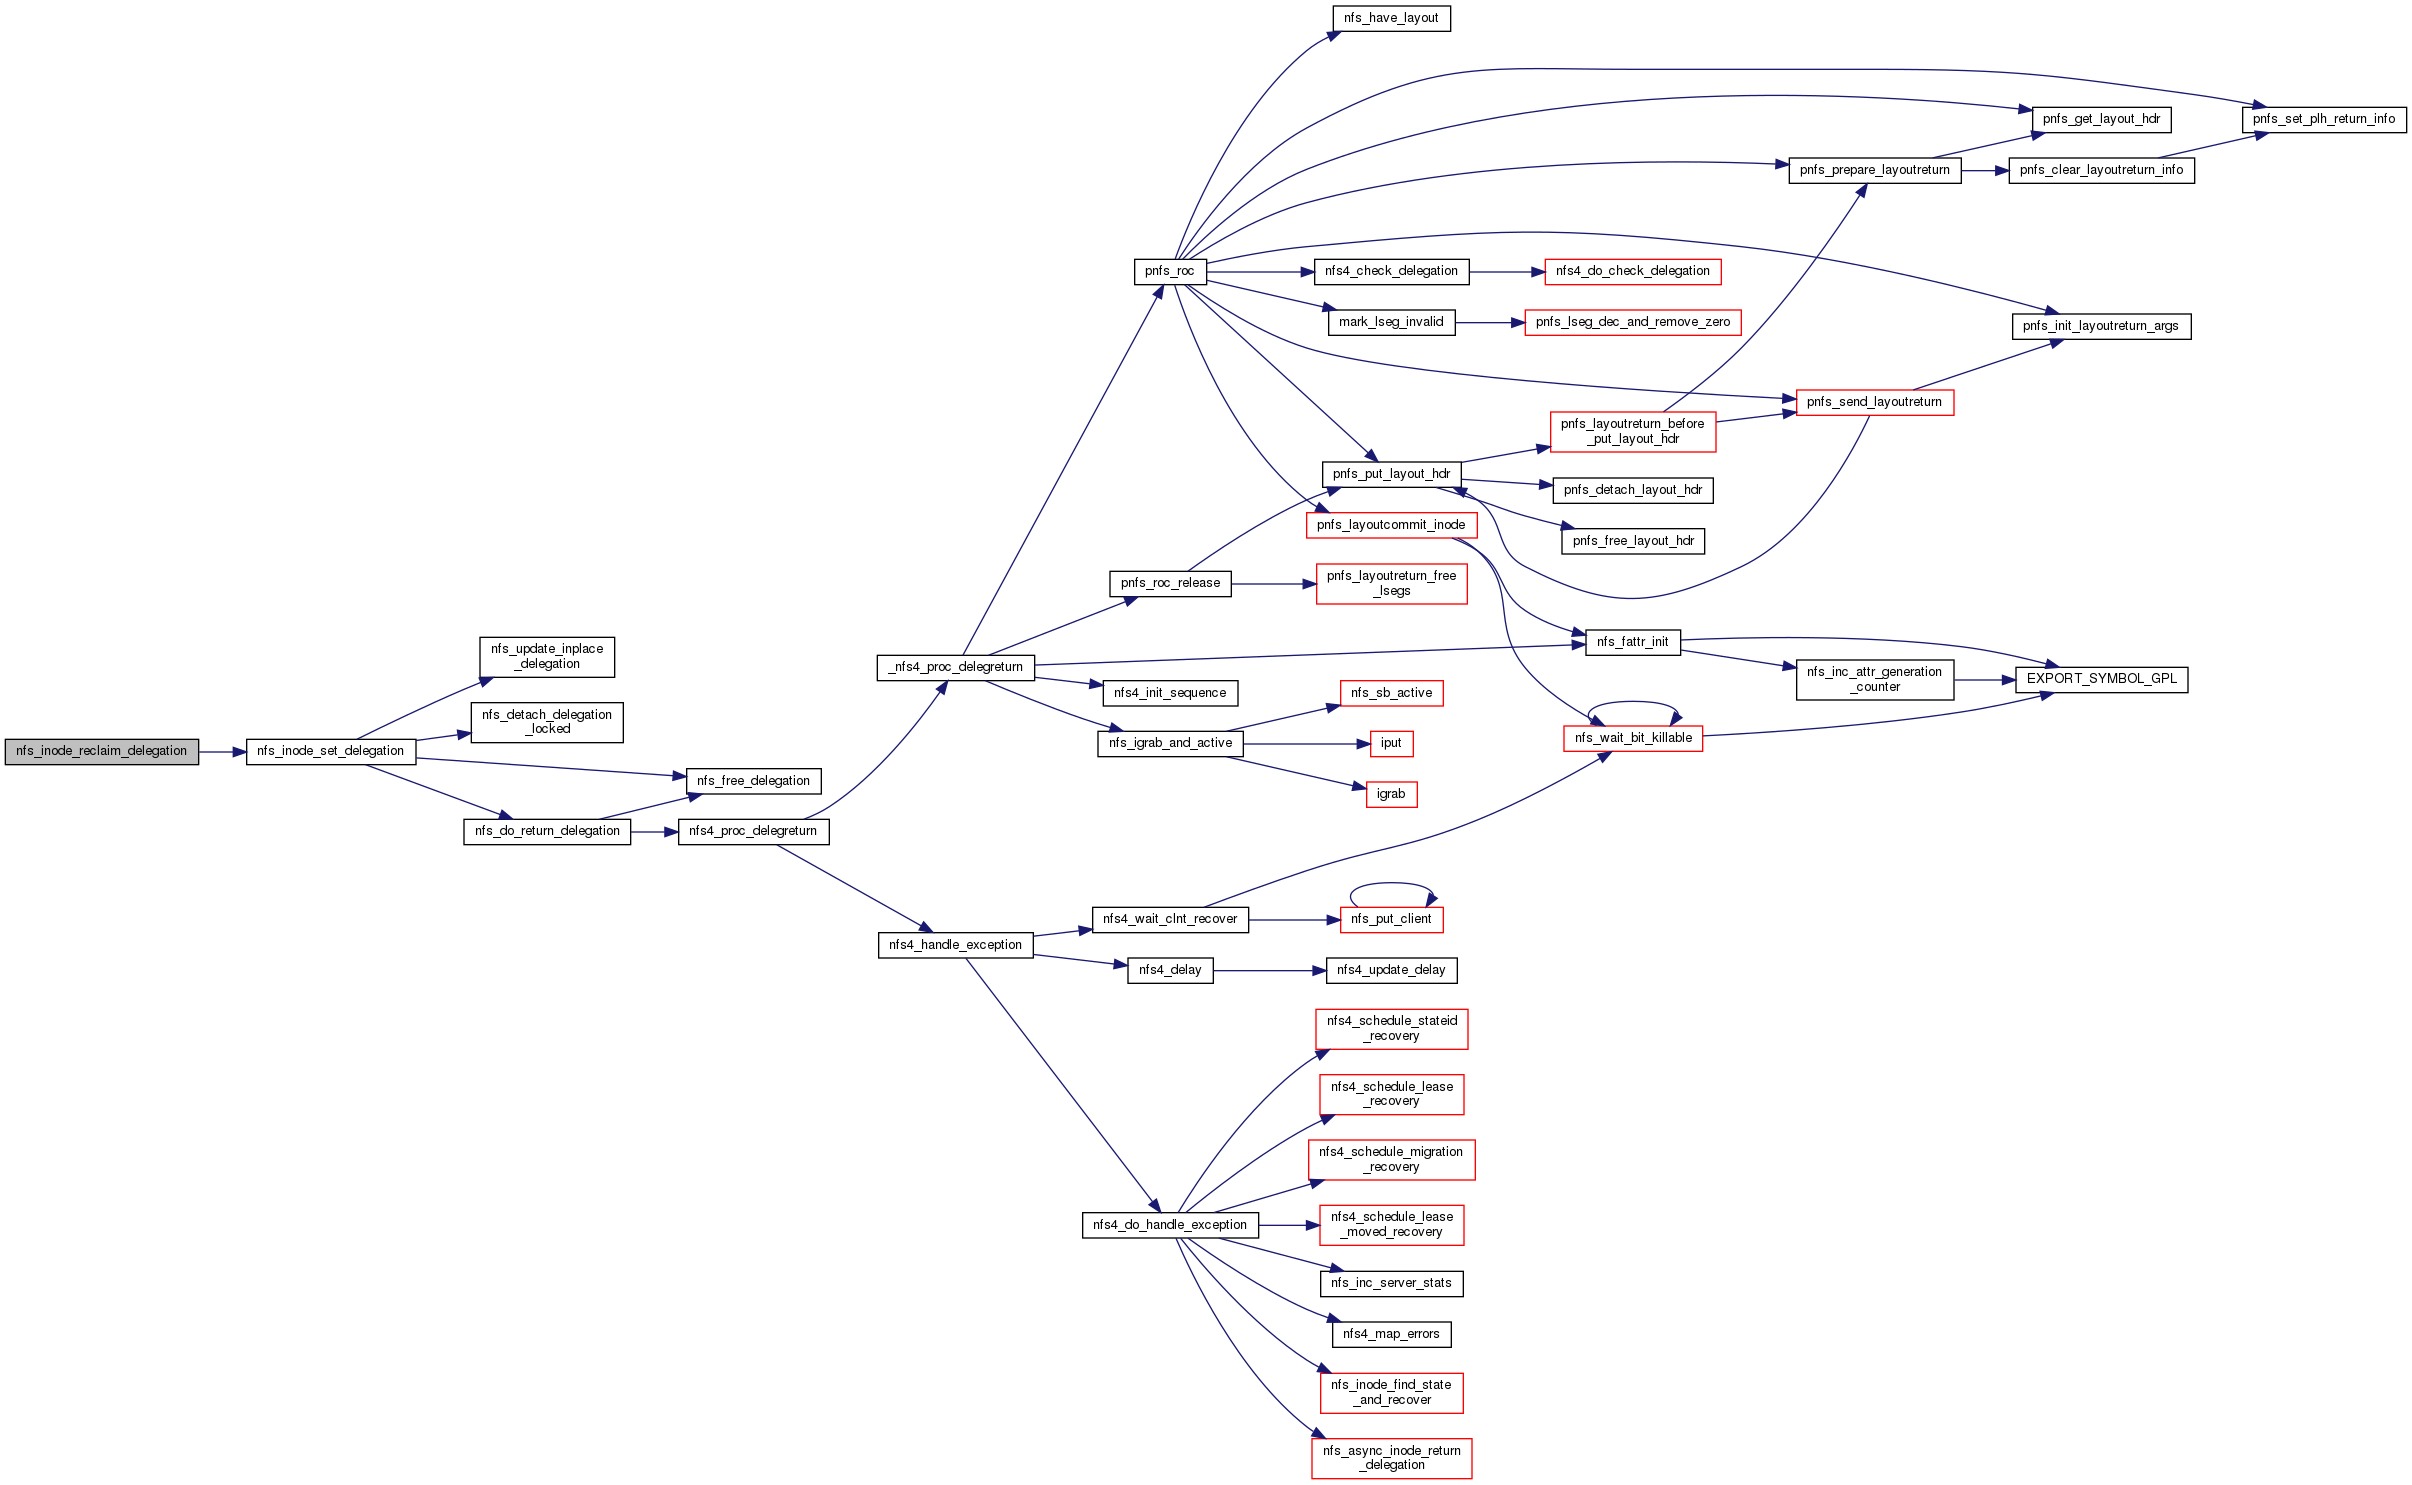 nfs_have_layout
pnfs_get_layout_hdr
pnfs_set_plh_return_info
pnfs_prepare_layoutreturn
pnfs_clear_layoutreturn_info
pnfs_roc
nfs4_check_delegation
nfs4_do_check_delegation
mark_lseg_invalid
pnfs_lseg_dec_and_remove_zero
pnfs_init_layoutreturn_args
pnfs_send_layoutreturn
pnfs_layoutreturn_before
_put_layout_hdr
pnfs_put_layout_hdr
pnfs_detach_layout_hdr
pnfs_layoutcommit_inode
pnfs_free_layout_hdr
pnfs_roc_release
pnfs_layoutreturn_free
_lsegs
nfs_fattr_init
nfs_update_inplace
_delegation
_nfs4_proc_delegreturn
nfs_inc_attr_generation
_counter
EXPORT_SYMBOL_GPL
nfs4_init_sequence
nfs_sb_active
nfs_detach_delegation
_locked
nfs_wait_bit_killable
nfs_igrab_and_active
iput
nfs_inode_reclaim_delegation
nfs_inode_set_delegation
nfs_free_delegation
igrab
nfs_do_return_delegation
nfs4_proc_delegreturn
nfs4_wait_clnt_recover
nfs_put_client
nfs4_handle_exception
nfs4_delay
nfs4_update_delay
nfs4_schedule_stateid
_recovery
nfs4_schedule_lease
_recovery
nfs4_schedule_migration
_recovery
nfs4_do_handle_exception
nfs4_schedule_lease
_moved_recovery
nfs_inc_server_stats
nfs4_map_errors
nfs_inode_find_state
_and_recover
nfs_async_inode_return
_delegation